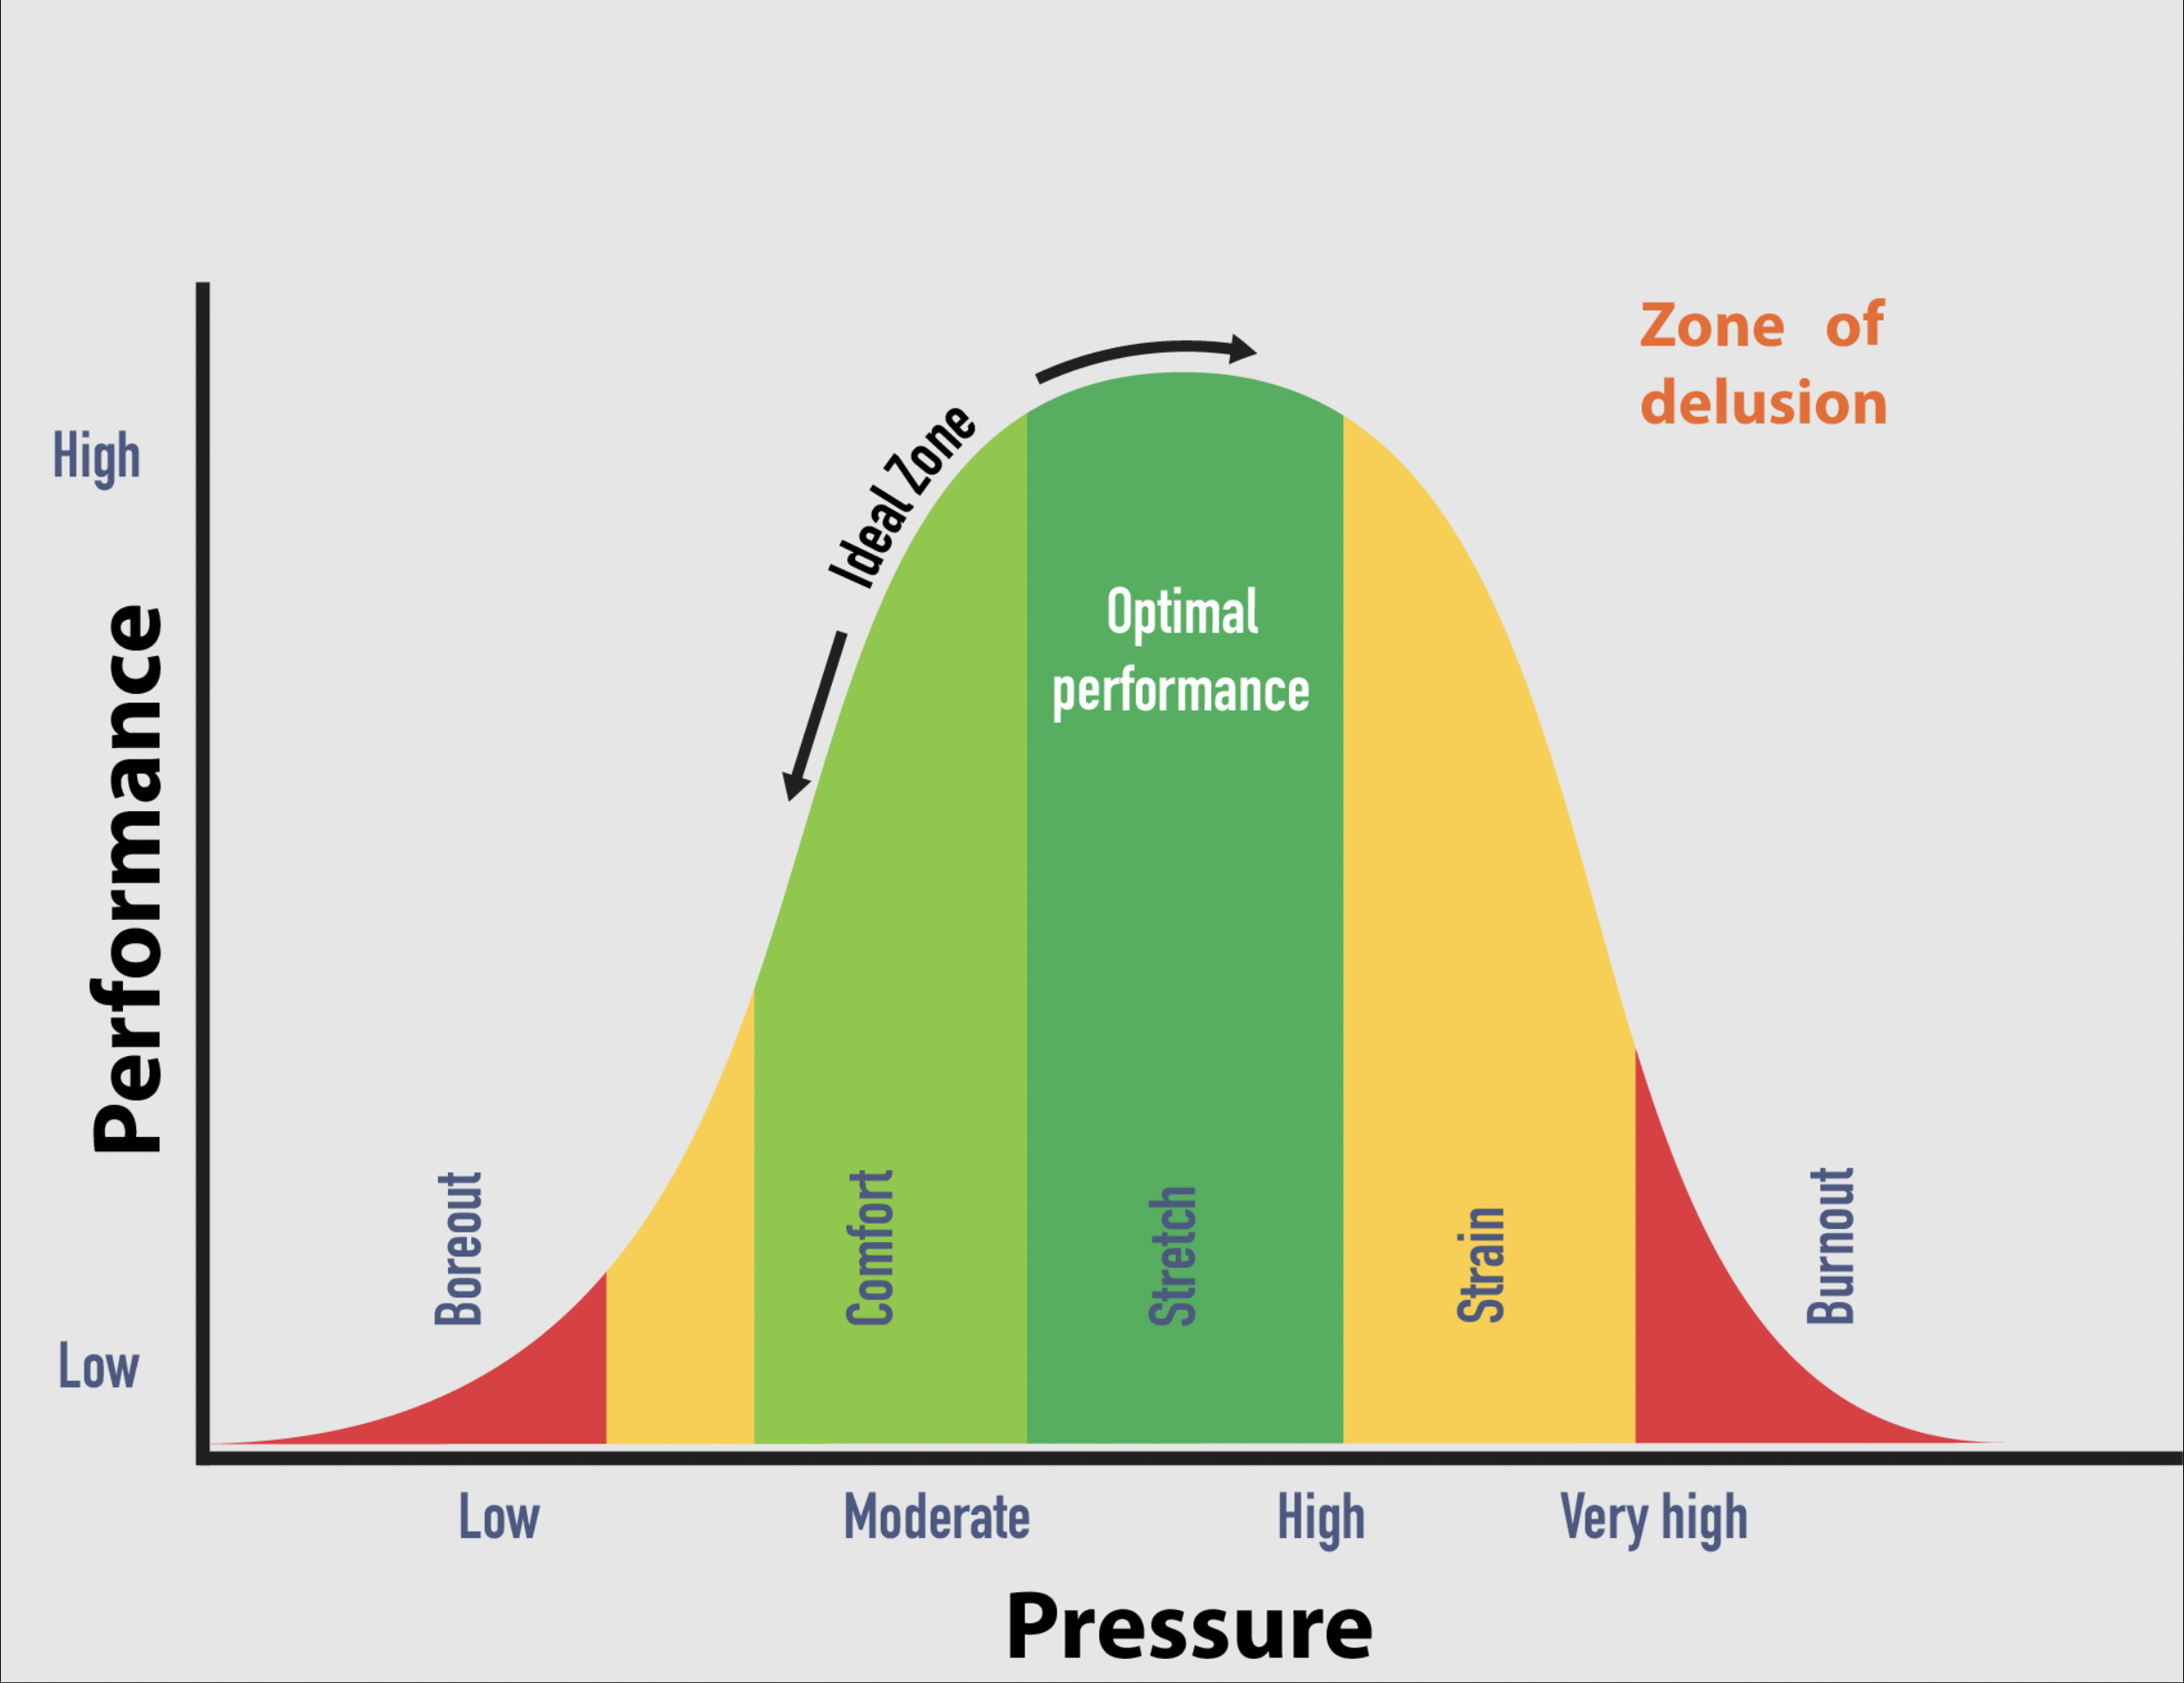 Zone of
delusion
High
Ideal Zone
Optimal
performance
Performance
Boreout
Comfort
Stretch
Strain
Burnout
Low
Low
Moderate
High
Very high
Pressure